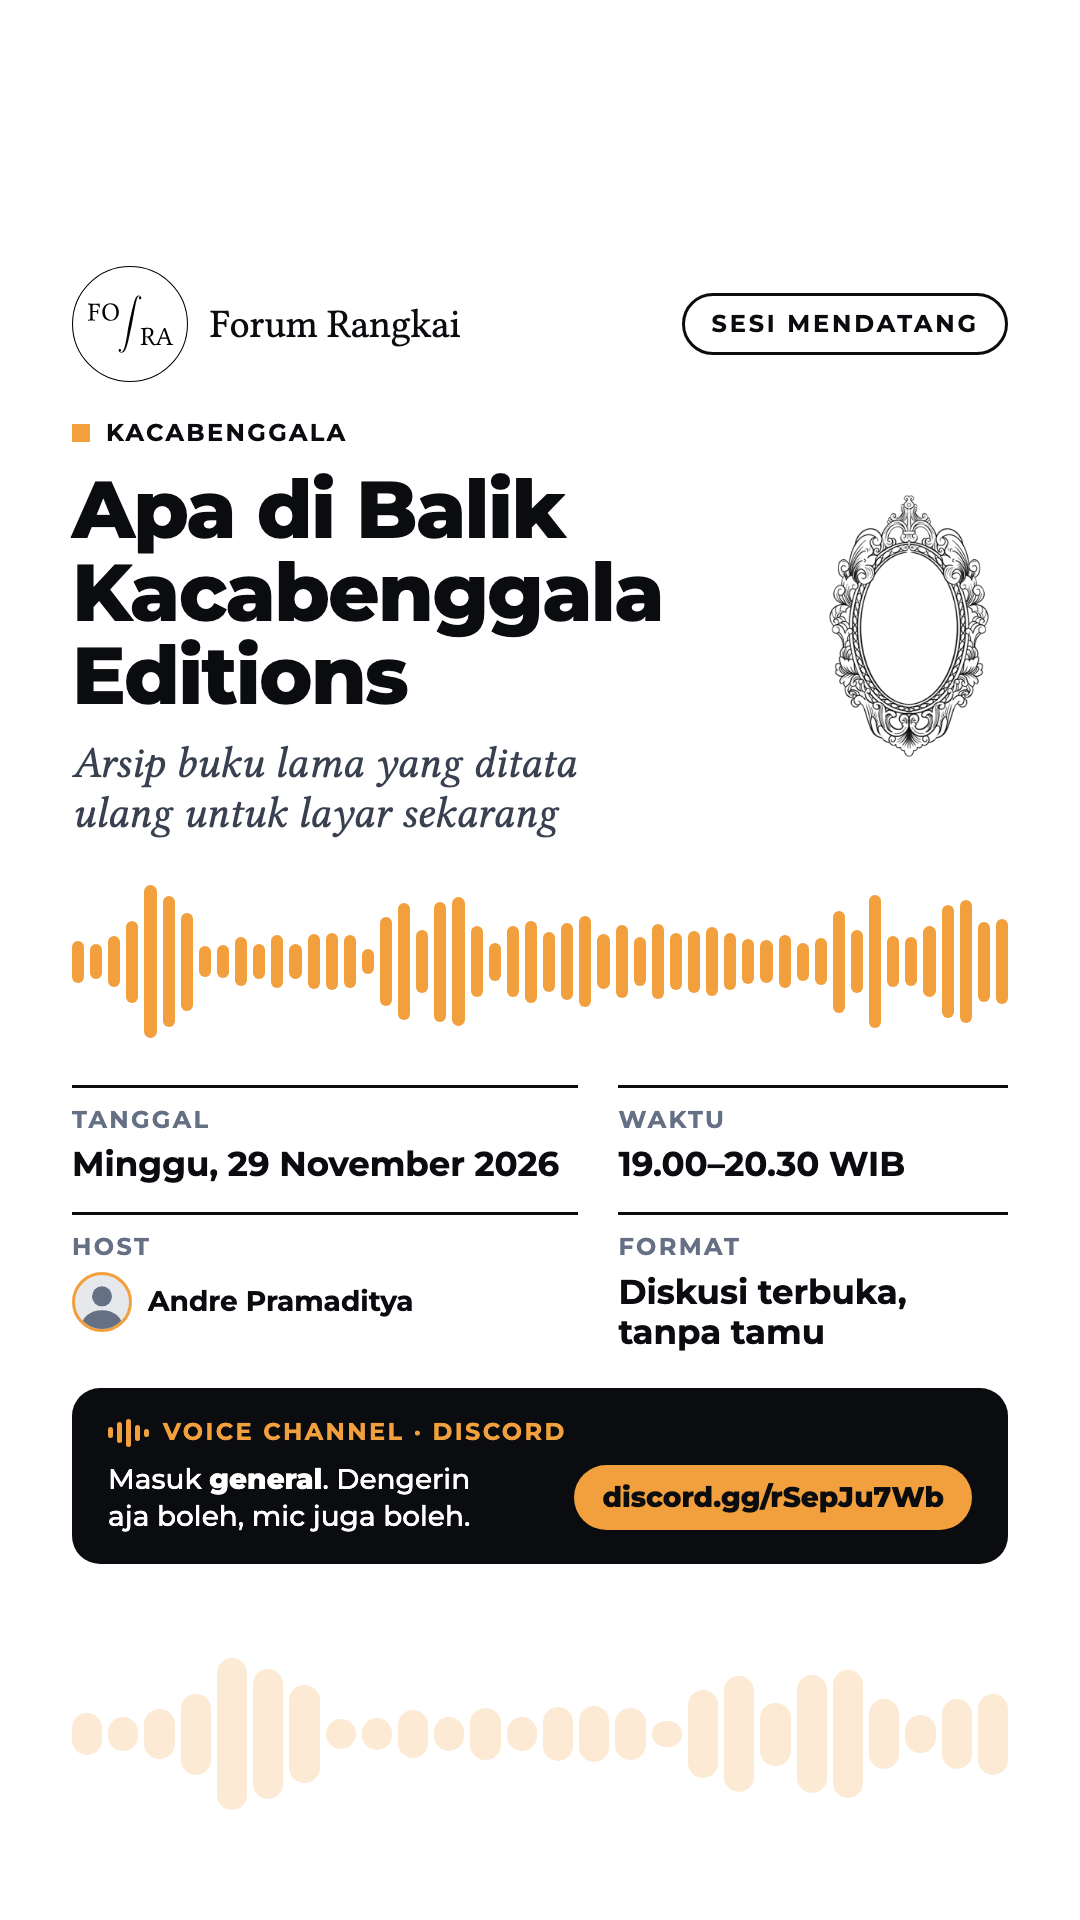 FO
RA
Forum Rangkai
SESI MENDATANG
KACABENGGALA
Apa di Balik
Kacabenggala
Editions
Arsip buku lama yang ditata
ulang untuk layar sekarang
TANGGAL
Minggu, 29 November 2026
WAKTU
19.00–20.30 WIB
HOST
Andre Pramaditya
FORMAT
Diskusi terbuka,
tanpa tamu
VOICE CHANNEL · DISCORD
Masuk general. Dengerin
aja boleh, mic juga boleh.
discord.gg/rSepJu7Wb